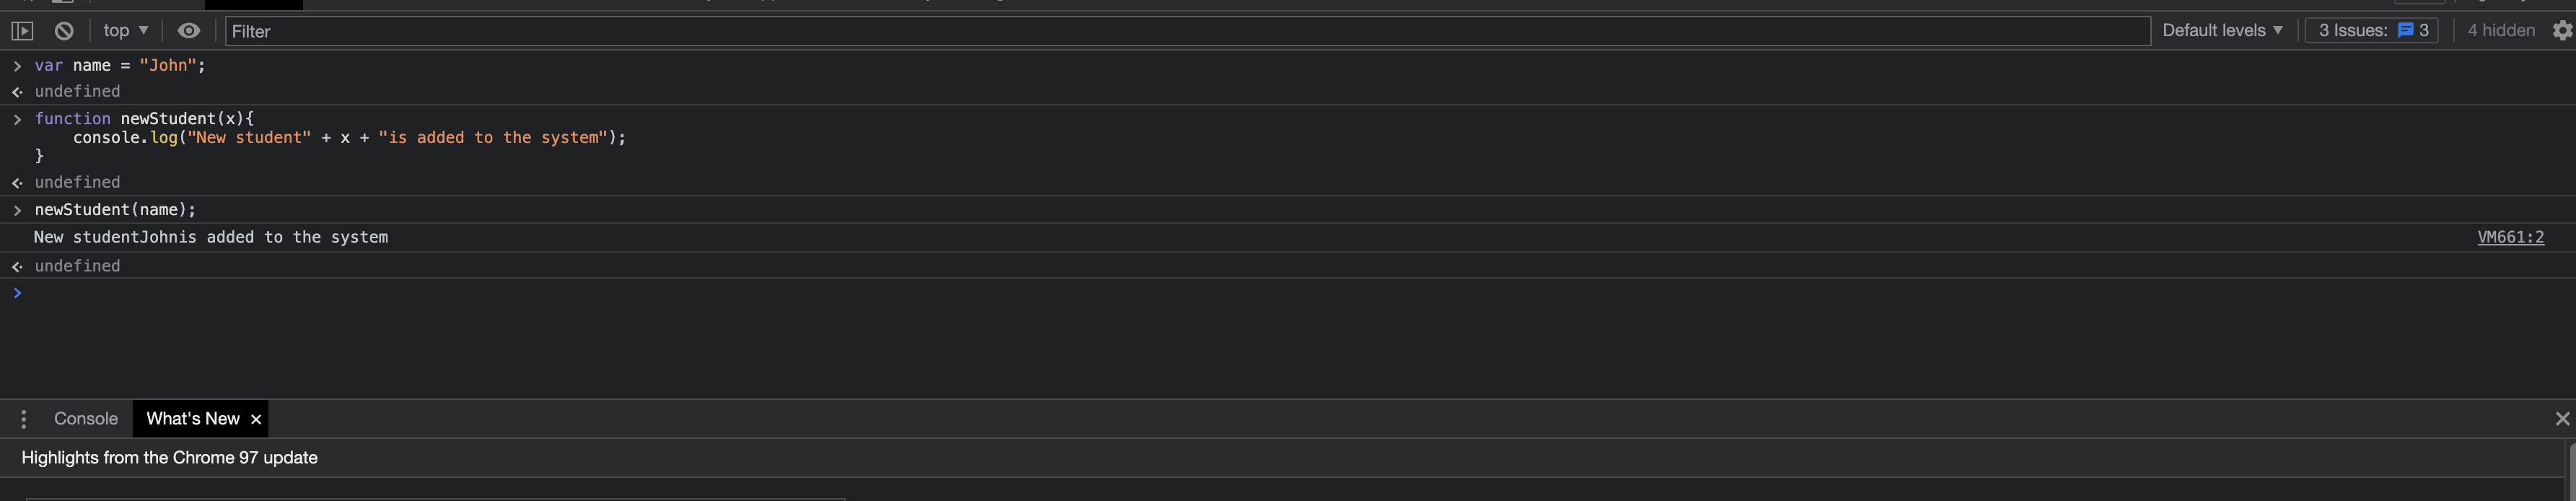 top ▼ Filter Default levels ▼ 3 Issues: 3 4 hidden
> var name = "John";
<· undefined
> function newStudent(x){
    console.log("New student" + x + "is added to the system");
}
<· undefined
> newStudent(name);
New studentJohnis added to the system VM661:2
<· undefined
>
Console What's New ×
Highlights from the Chrome 97 update